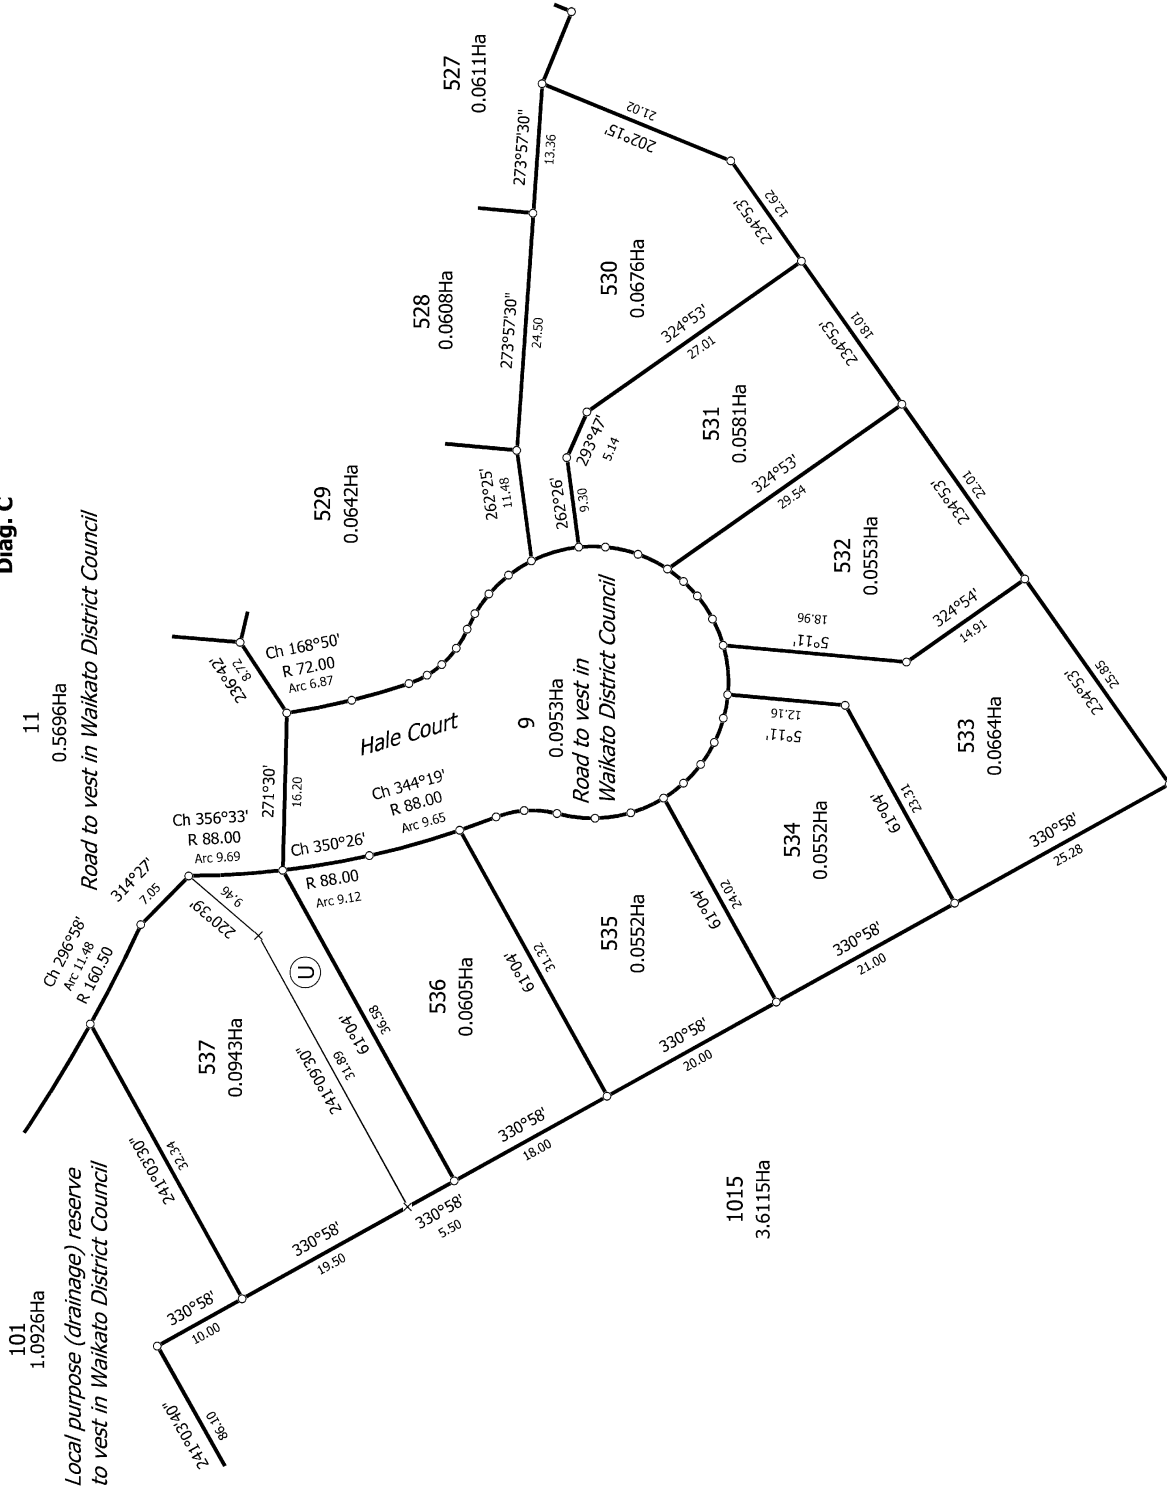 Diag. C
11
0.5696Ha
Road to vest in Waikato District Council
101
1.0926Ha
Local purpose (drainage) reserve
to vest in Waikato District Council
527
0.0611Ha
273°57'30"
13.36
202°15'
21.02
528
0.0608Ha
273°57'30"
24.50
234°53'
12.62
530
0.0676Ha
324°53'
27.01
234°53'
18.01
529
0.0642Ha
262°25'
11.48
262°26'
9.30
293°47'
5.14
531
0.0581Ha
324°53'
29.54
234°53'
22.01
532
0.0553Ha
18.96
5°11'
324°54'
14.91
234°53'
25.85
236°42'
8.72
Ch 168°50'
R 72.00
Arc 6.87
Hale Court
9
0.0953Ha
Road to vest in
Waikato District Council
12.16
5°11'
533
0.0664Ha
271°30'
16.20
Ch 356°33'
R 88.00
Arc 9.69
Ch 350°26'
R 88.00
Arc 9.12
Ch 344°19'
R 88.00
Arc 9.65
314°27'
7.05
Ch 296°58'
Arc 11.48
R 160.50
9.46
220°39'
U
534
0.0552Ha
61°04'
23.31
330°58'
25.28
535
0.0552Ha
61°04'
24.02
330°58'
21.00
536
0.0605Ha
61°04'
31.32
330°58'
20.00
537
0.0943Ha
241°09'30"
31.89
61°04'
36.58
330°58'
18.00
241°03'30"
32.34
330°58'
5.50
330°58'
19.50
330°58'
10.00
241°03'40"
86.10
1015
3.6115Ha